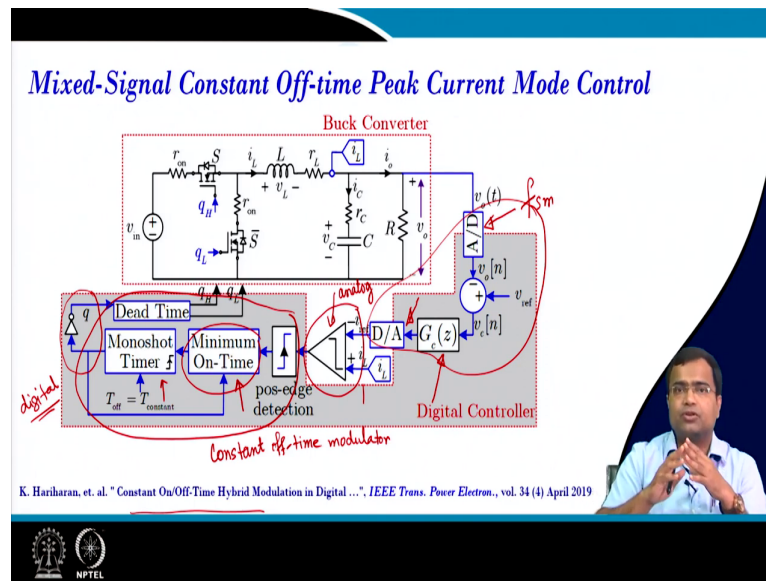 Mixed-Signal Constant Off-time Peak Current Mode Control
Buck Converter
r_on S i_L L r_L i_L i_o
+ v_L −
i_C
v_in q_H r_on r_C R + v_o −
q_L S̄ + v_C − C
v_o(t)
A/D fsm
v_o[n]
− + v_ref
v_e[n]
q_H q_L
q Dead Time
analog
Monoshot Timer
Minimum On-Time
D/A G_c(z)
− +
i_L
T_off = T_constant
pos-edge detection
Digital Controller
digital
Constant off-time modulator
K. Hariharan, et. al. " Constant On/Off-Time Hybrid Modulation in Digital ...", IEEE Trans. Power Electron., vol. 34 (4) April 2019
NPTEL